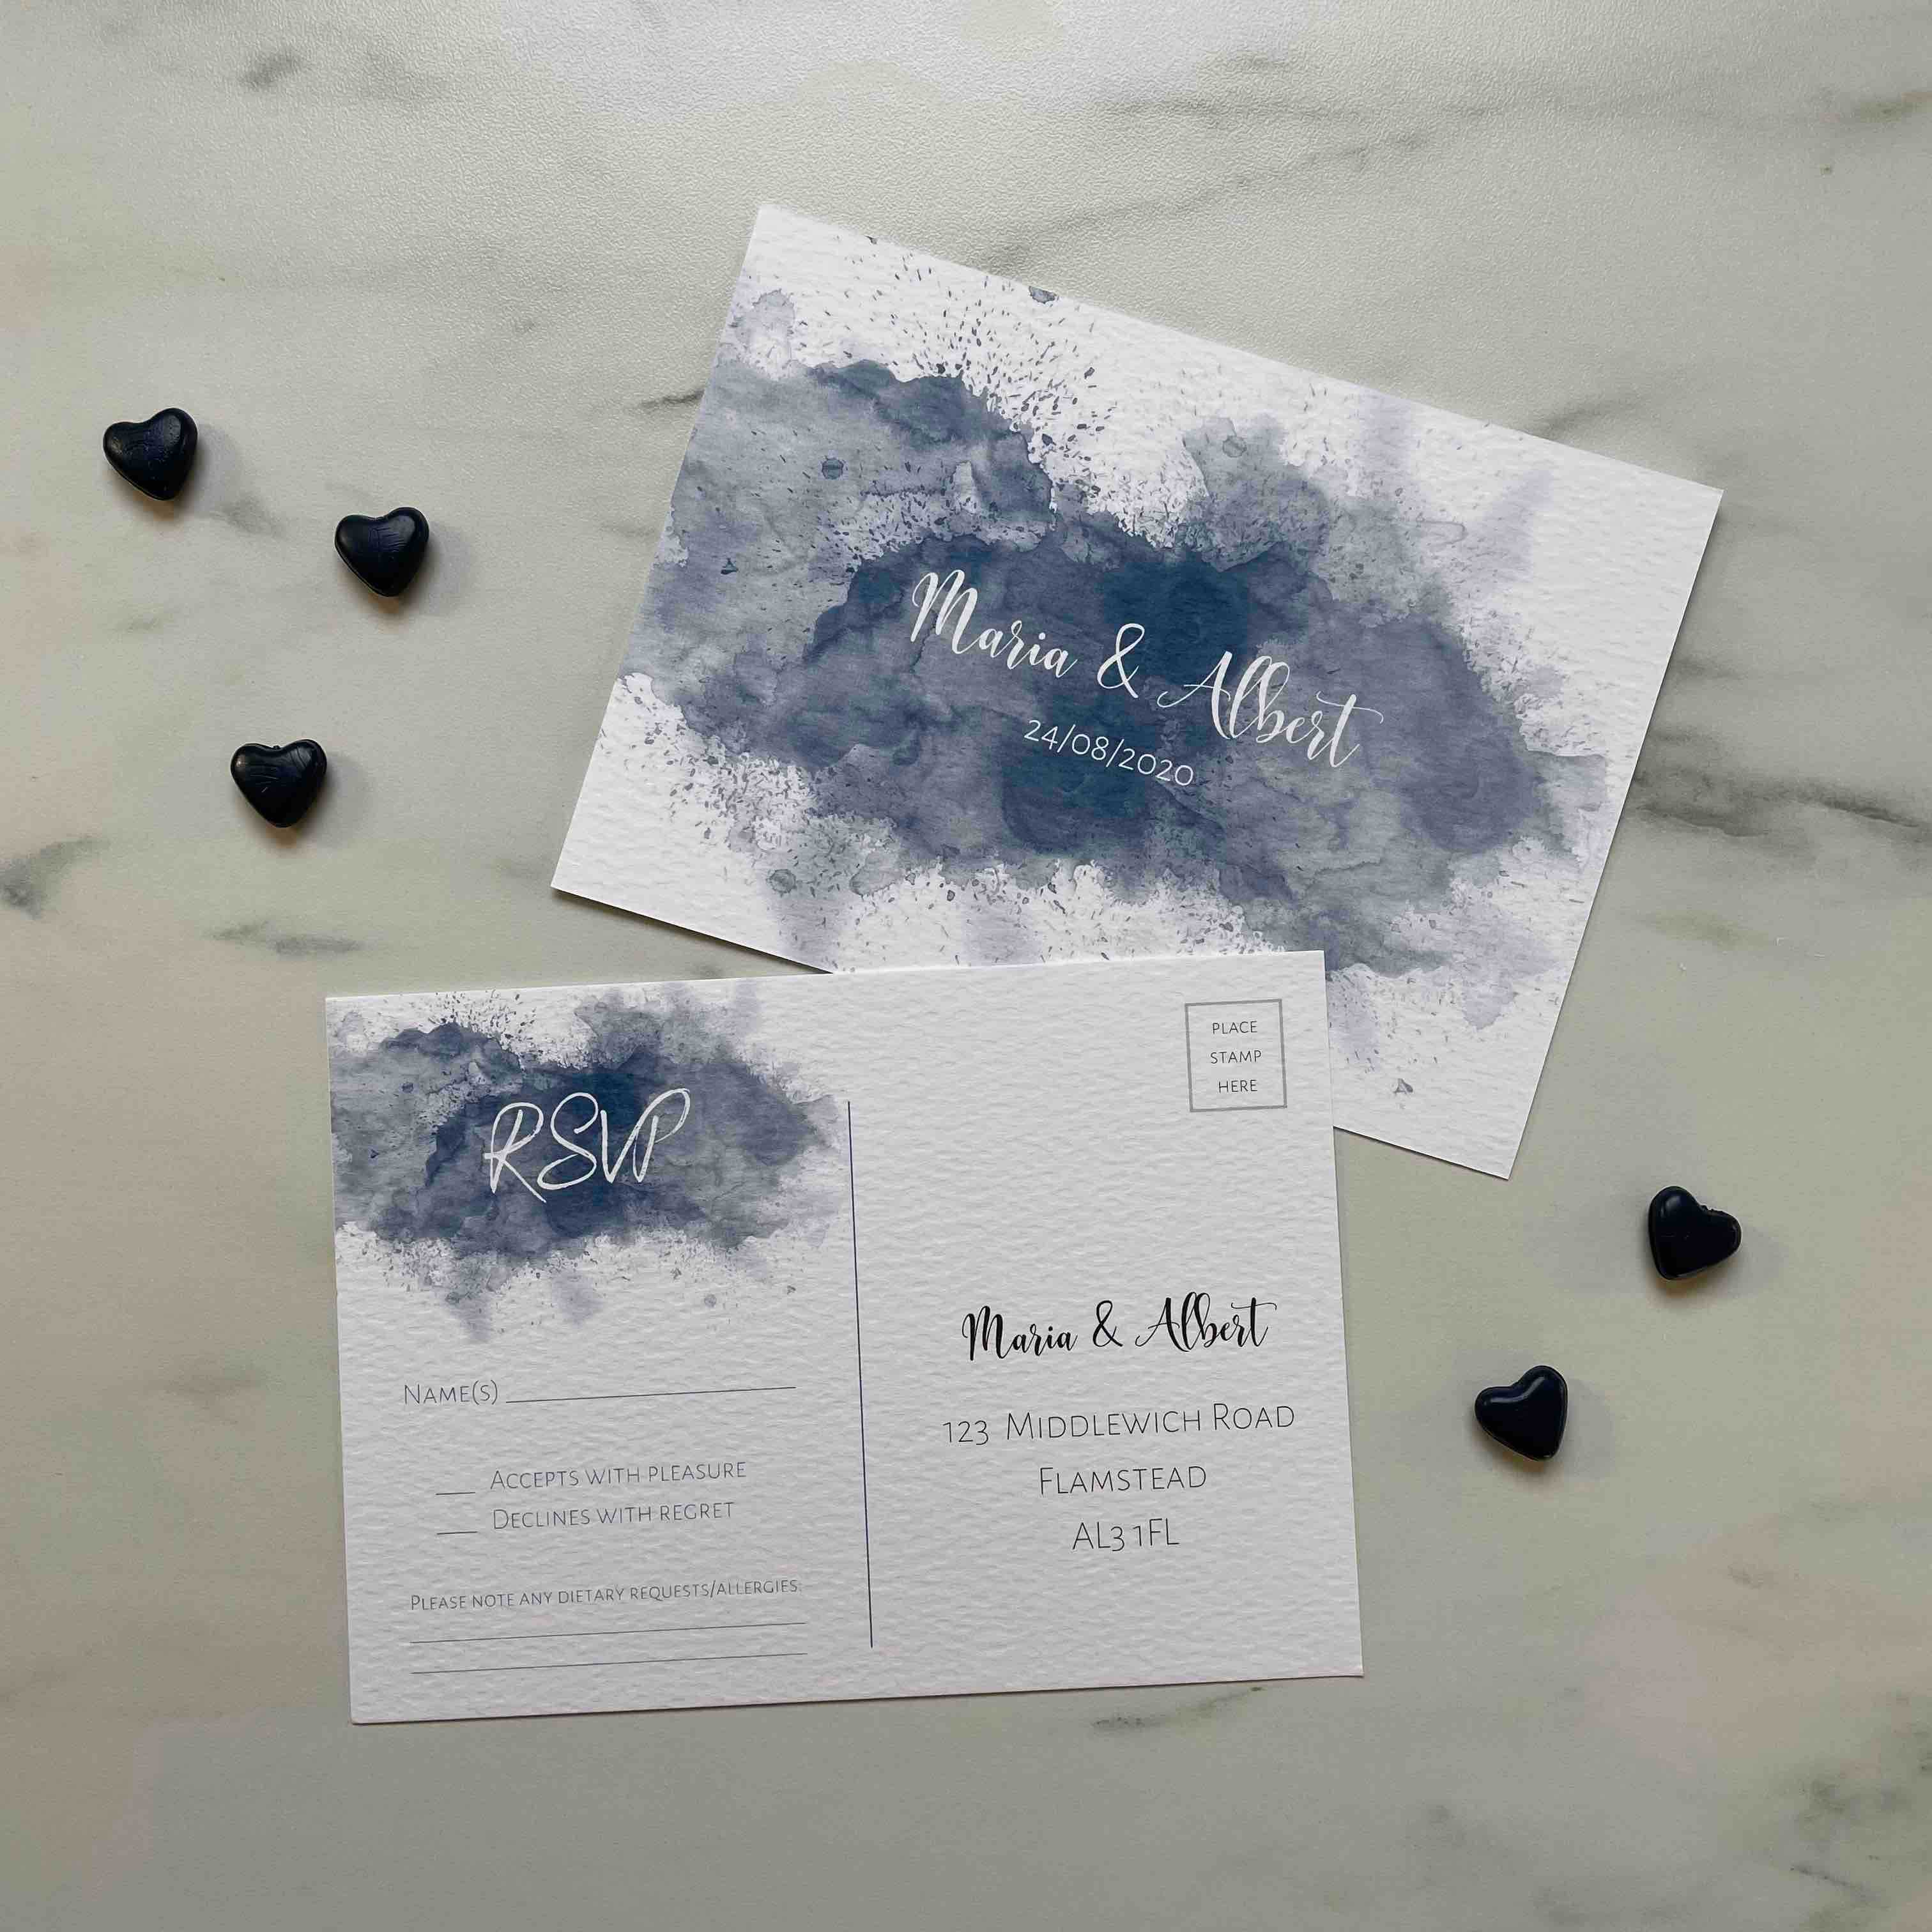 Maria & Albert
24/08/2020
RSVP
Name(s)
Accepts with pleasure
Declines with regret
Please note any dietary requests/allergies:
PLACE
STAMP
HERE
Maria & Albert
123 Middlewich Road
Flamstead
AL3 1FL